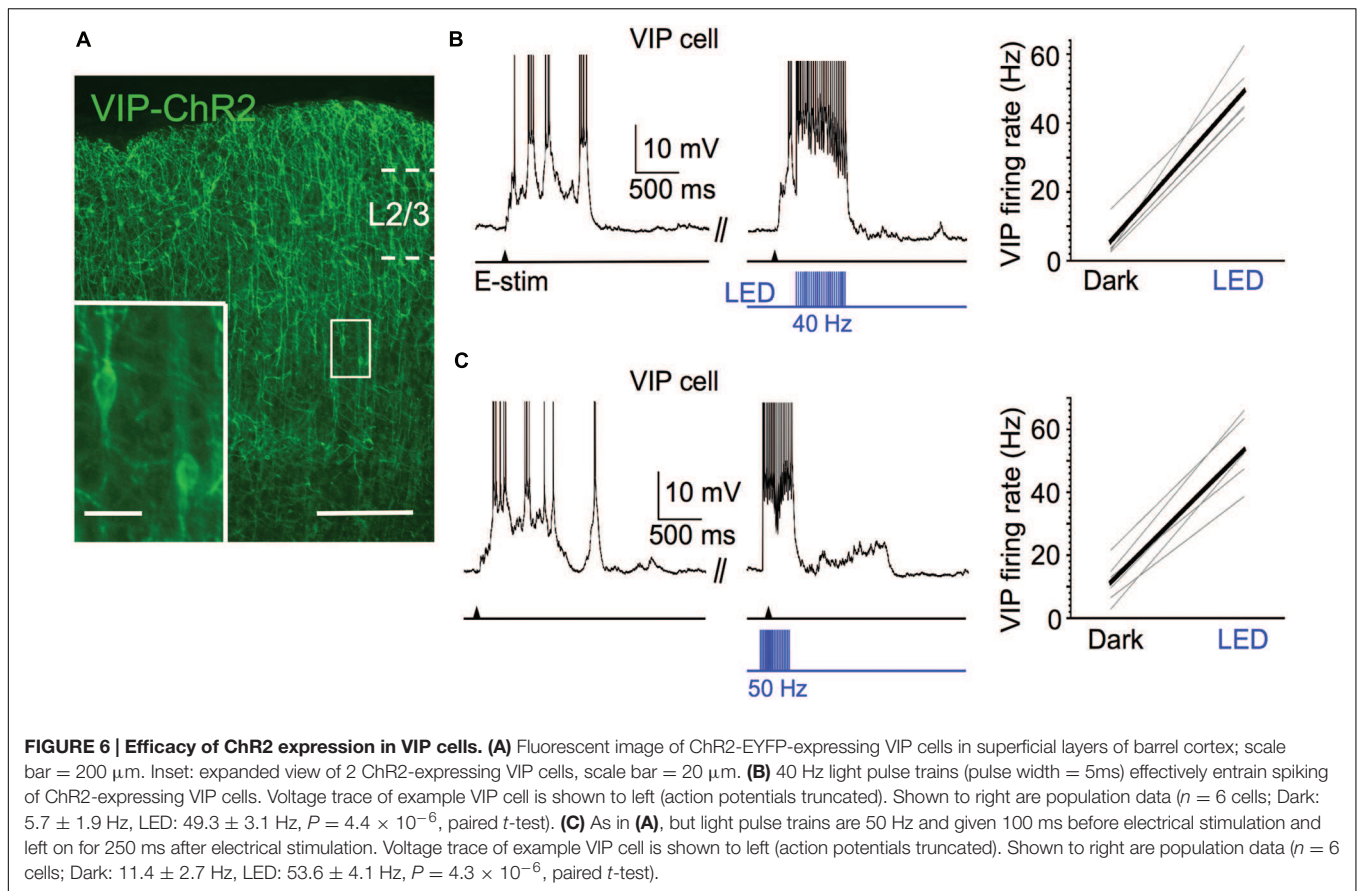 A
VIP-ChR2
L2/3
B
VIP cell
10 mV
500 ms
//
E-stim
LED
40 Hz
VIP firing rate (Hz)
60
40
20
0
Dark
LED
C
VIP cell
10 mV
500 ms
//
50 Hz
VIP firing rate (Hz)
60
40
20
0
Dark
LED
FIGURE 6 | Efficacy of ChR2 expression in VIP cells. (A) Fluorescent image of ChR2-EYFP-expressing VIP cells in superficial layers of barrel cortex; scale
bar = 200 μm. Inset: expanded view of 2 ChR2-expressing VIP cells, scale bar = 20 μm. (B) 40 Hz light pulse trains (pulse width = 5ms) effectively entrain spiking
of ChR2-expressing VIP cells. Voltage trace of example VIP cell is shown to left (action potentials truncated). Shown to right are population data (n = 6 cells; Dark:
5.7 ± 1.9 Hz, LED: 49.3 ± 3.1 Hz, P = 4.4 × 10⁻⁶, paired t-test). (C) As in (A), but light pulse trains are 50 Hz and given 100 ms before electrical stimulation and
left on for 250 ms after electrical stimulation. Voltage trace of example VIP cell is shown to left (action potentials truncated). Shown to right are population data (n = 6
cells; Dark: 11.4 ± 2.7 Hz, LED: 53.6 ± 4.1 Hz, P = 4.3 × 10⁻⁶, paired t-test).